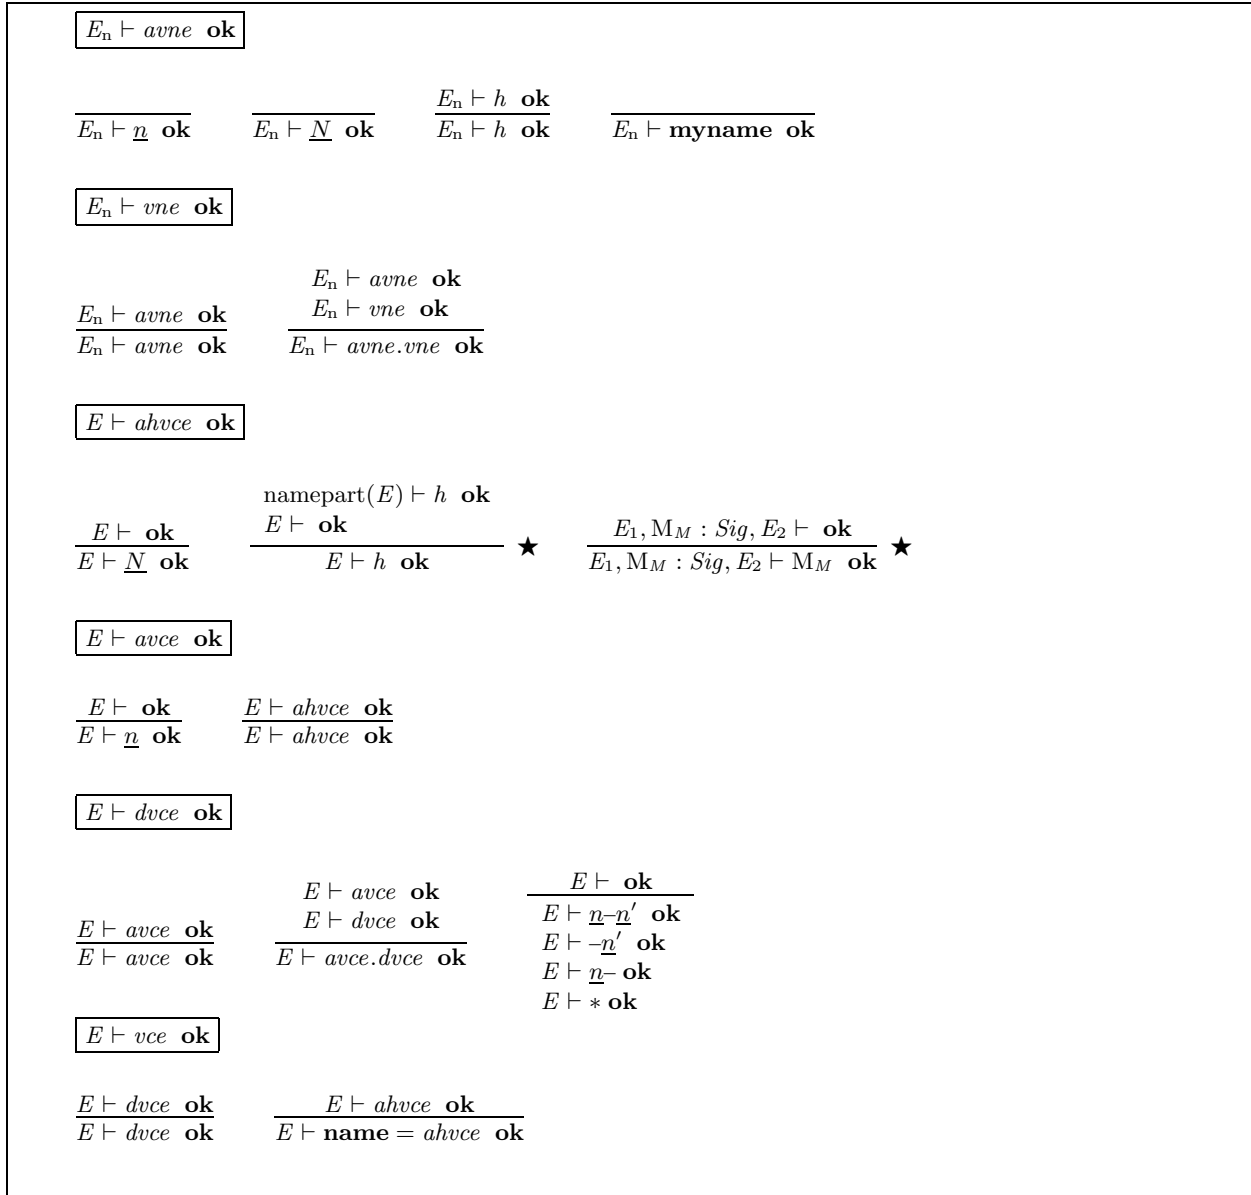 E_n ⊢ avne ok
E_n ⊢ h ok
E_n ⊢ n ok E_n ⊢ N ok E_n ⊢ h ok E_n ⊢ myname ok
E_n ⊢ vne ok
E_n ⊢ avne ok
E_n ⊢ avne ok E_n ⊢ vne ok
E_n ⊢ avne ok E_n ⊢ avne.vne ok
E ⊢ ahvce ok
namepart(E) ⊢ h ok
E ⊢ ok E ⊢ ok E₁, M_M : Sig, E₂ ⊢ ok
E ⊢ N ok E ⊢ h ok ★ E₁, M_M : Sig, E₂ ⊢ M_M ok ★
E ⊢ avce ok
E ⊢ ok E ⊢ ahvce ok
E ⊢ n ok E ⊢ ahvce ok
E ⊢ dvce ok
E ⊢ avce ok E ⊢ ok
E ⊢ avce ok E ⊢ dvce ok E ⊢ n–n′ ok
E ⊢ avce ok E ⊢ avce.dvce ok E ⊢ –n′ ok
E ⊢ n– ok
E ⊢ ∗ ok
E ⊢ vce ok
E ⊢ dvce ok E ⊢ ahvce ok
E ⊢ dvce ok E ⊢ name = ahvce ok